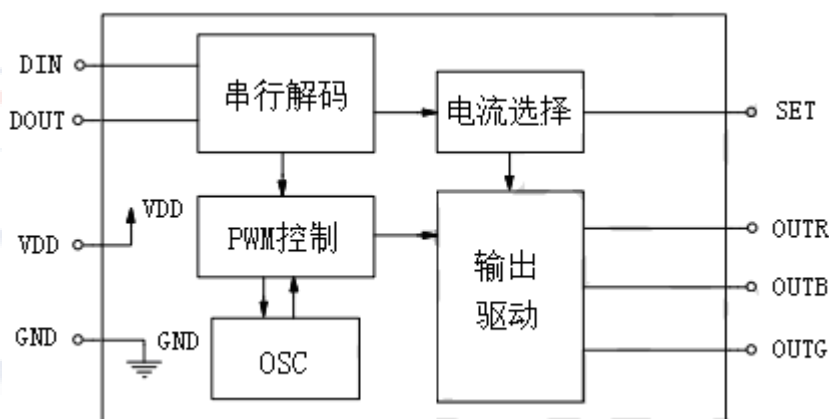 DIN
DOUT
VDD
VDD
GND
GND
串行解码
电流选择
PWM控制
OSC
输出
驱动
SET
OUTR
OUTB
OUTG